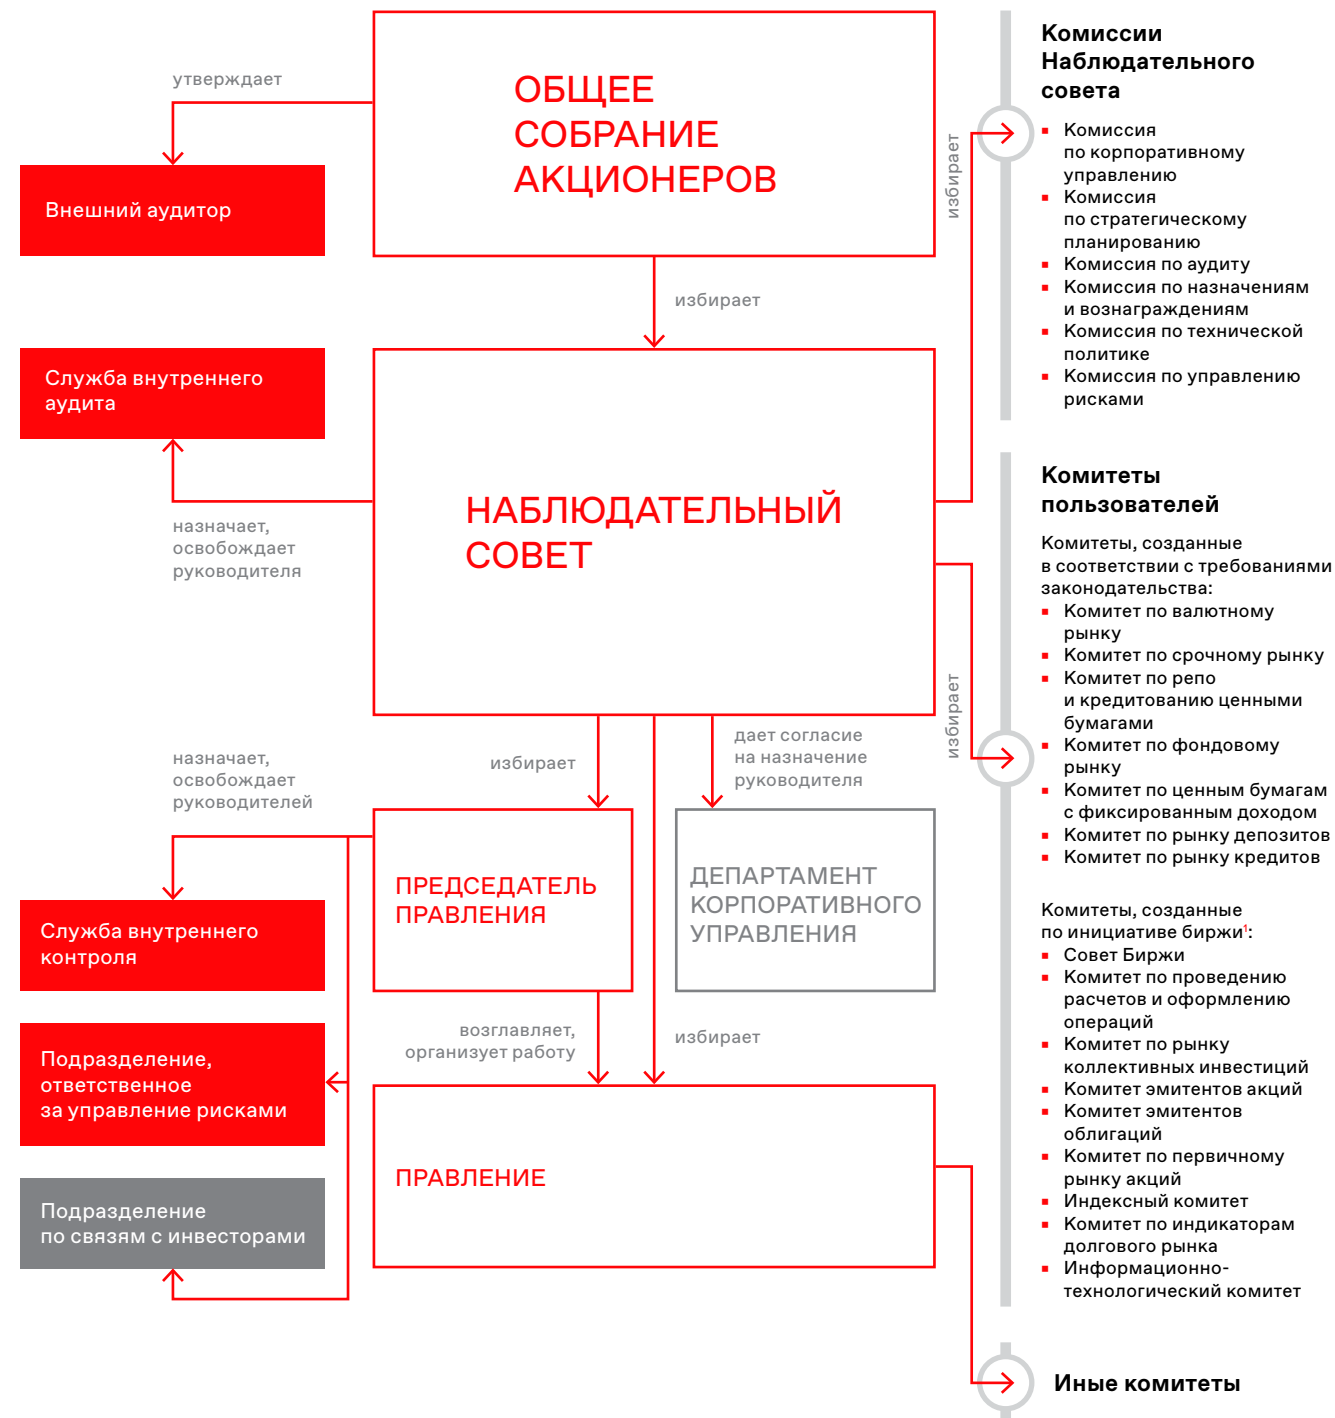 утверждает
ОБЩЕЕ
СОБРАНИЕ
АКЦИОНЕРОВ
Внешний аудитор
избирает
избирает
Комиссии
Наблюдательного
совета
▪ Комиссия
по корпоративному
управлению
▪ Комиссия
по стратегическому
планированию
▪ Комиссия по аудиту
▪ Комиссия по назначениям
и вознаграждениям
▪ Комиссия по технической
политике
▪ Комиссия по управлению
рисками
Служба внутреннего
аудита
назначает,
освобождает
руководителя
НАБЛЮДАТЕЛЬНЫЙ
СОВЕТ
избирает
Комитеты
пользователей
Комитеты, созданные
в соответствии с требованиями
законодательства:
▪ Комитет по валютному
рынку
▪ Комитет по срочному рынку
▪ Комитет по репо
и кредитованию ценными
бумагами
▪ Комитет по фондовому
рынку
▪ Комитет по ценным бумагам
с фиксированным доходом
▪ Комитет по рынку депозитов
▪ Комитет по рынку кредитов
Комитеты, созданные
по инициативе биржи¹:
▪ Совет Биржи
▪ Комитет по проведению
расчетов и оформлению
операций
▪ Комитет по рынку
коллективных инвестиций
▪ Комитет эмитентов акций
▪ Комитет эмитентов
облигаций
▪ Комитет по первичному
рынку акций
▪ Индексный комитет
▪ Комитет по индикаторам
долгового рынка
▪ Информационно-
технологический комитет
назначает,
освобождает
руководителей
избирает
дает согласие
на назначение
руководителя
ПРЕДСЕДАТЕЛЬ
ПРАВЛЕНИЯ
ДЕПАРТАМЕНТ
КОРПОРАТИВНОГО
УПРАВЛЕНИЯ
Служба внутреннего
контроля
возглавляет,
организует работу
избирает
Подразделение,
ответственное
за управление рисками
ПРАВЛЕНИЕ
Подразделение
по связям с инвесторами
Иные комитеты